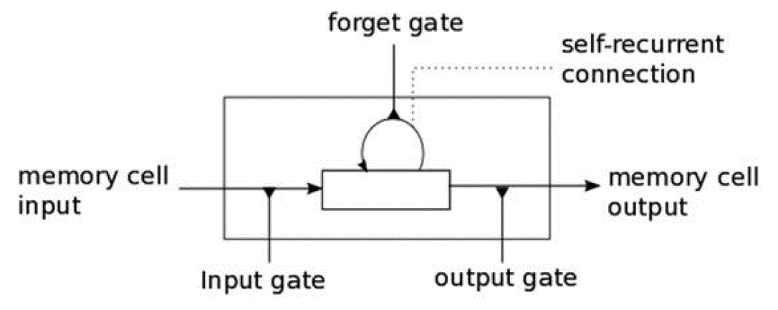 forget gate
self-recurrent
connection
memory cell
input
memory cell
output
Input gate
output gate